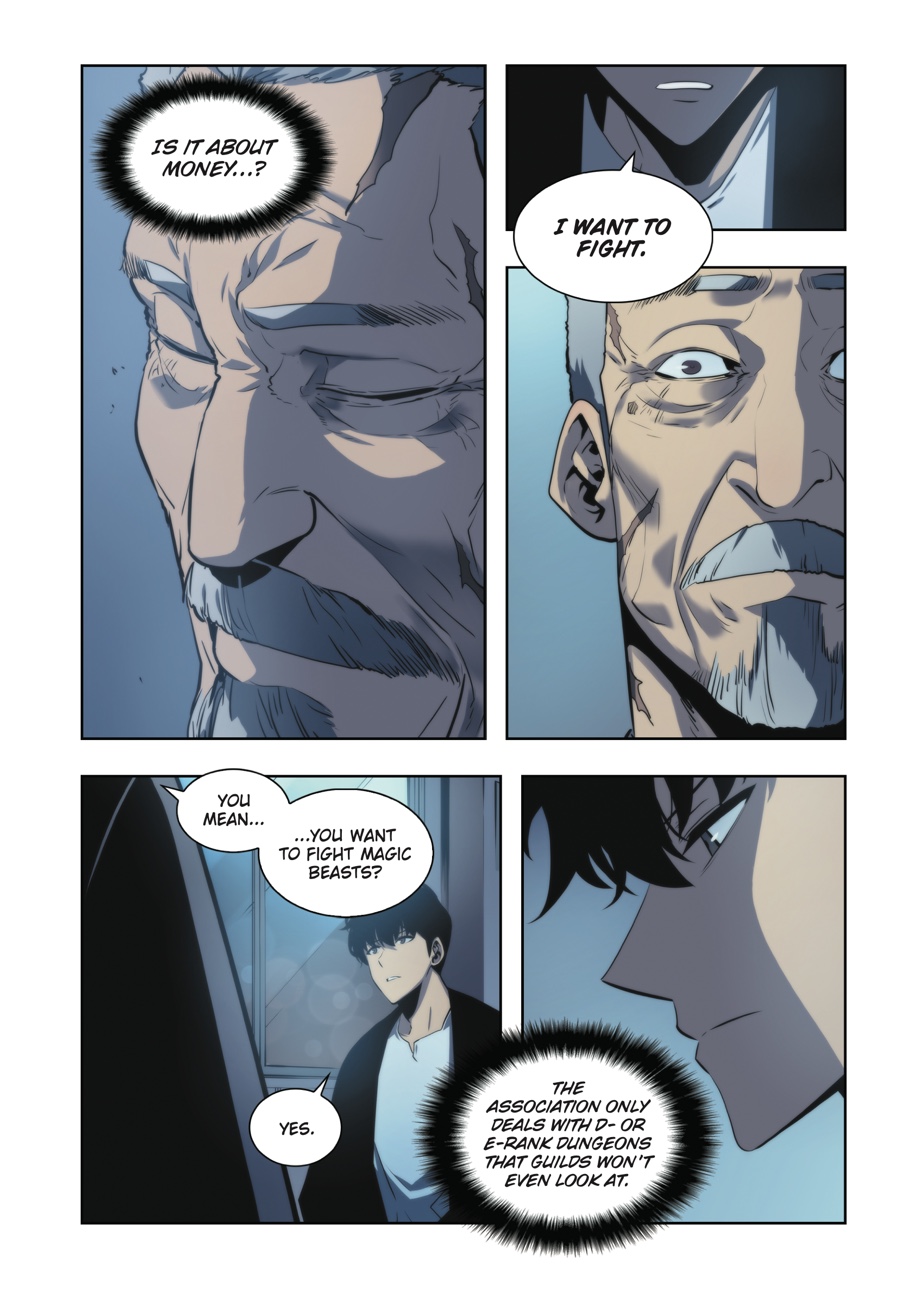 IS IT ABOUT
MONEY...?
I WANT TO
FIGHT.
YOU
MEAN...
...YOU WANT
TO FIGHT MAGIC
BEASTS?
YES.
THE
ASSOCIATION ONLY
DEALS WITH D- OR
E-RANK DUNGEONS
THAT GUILDS WON'T
EVEN LOOK AT.